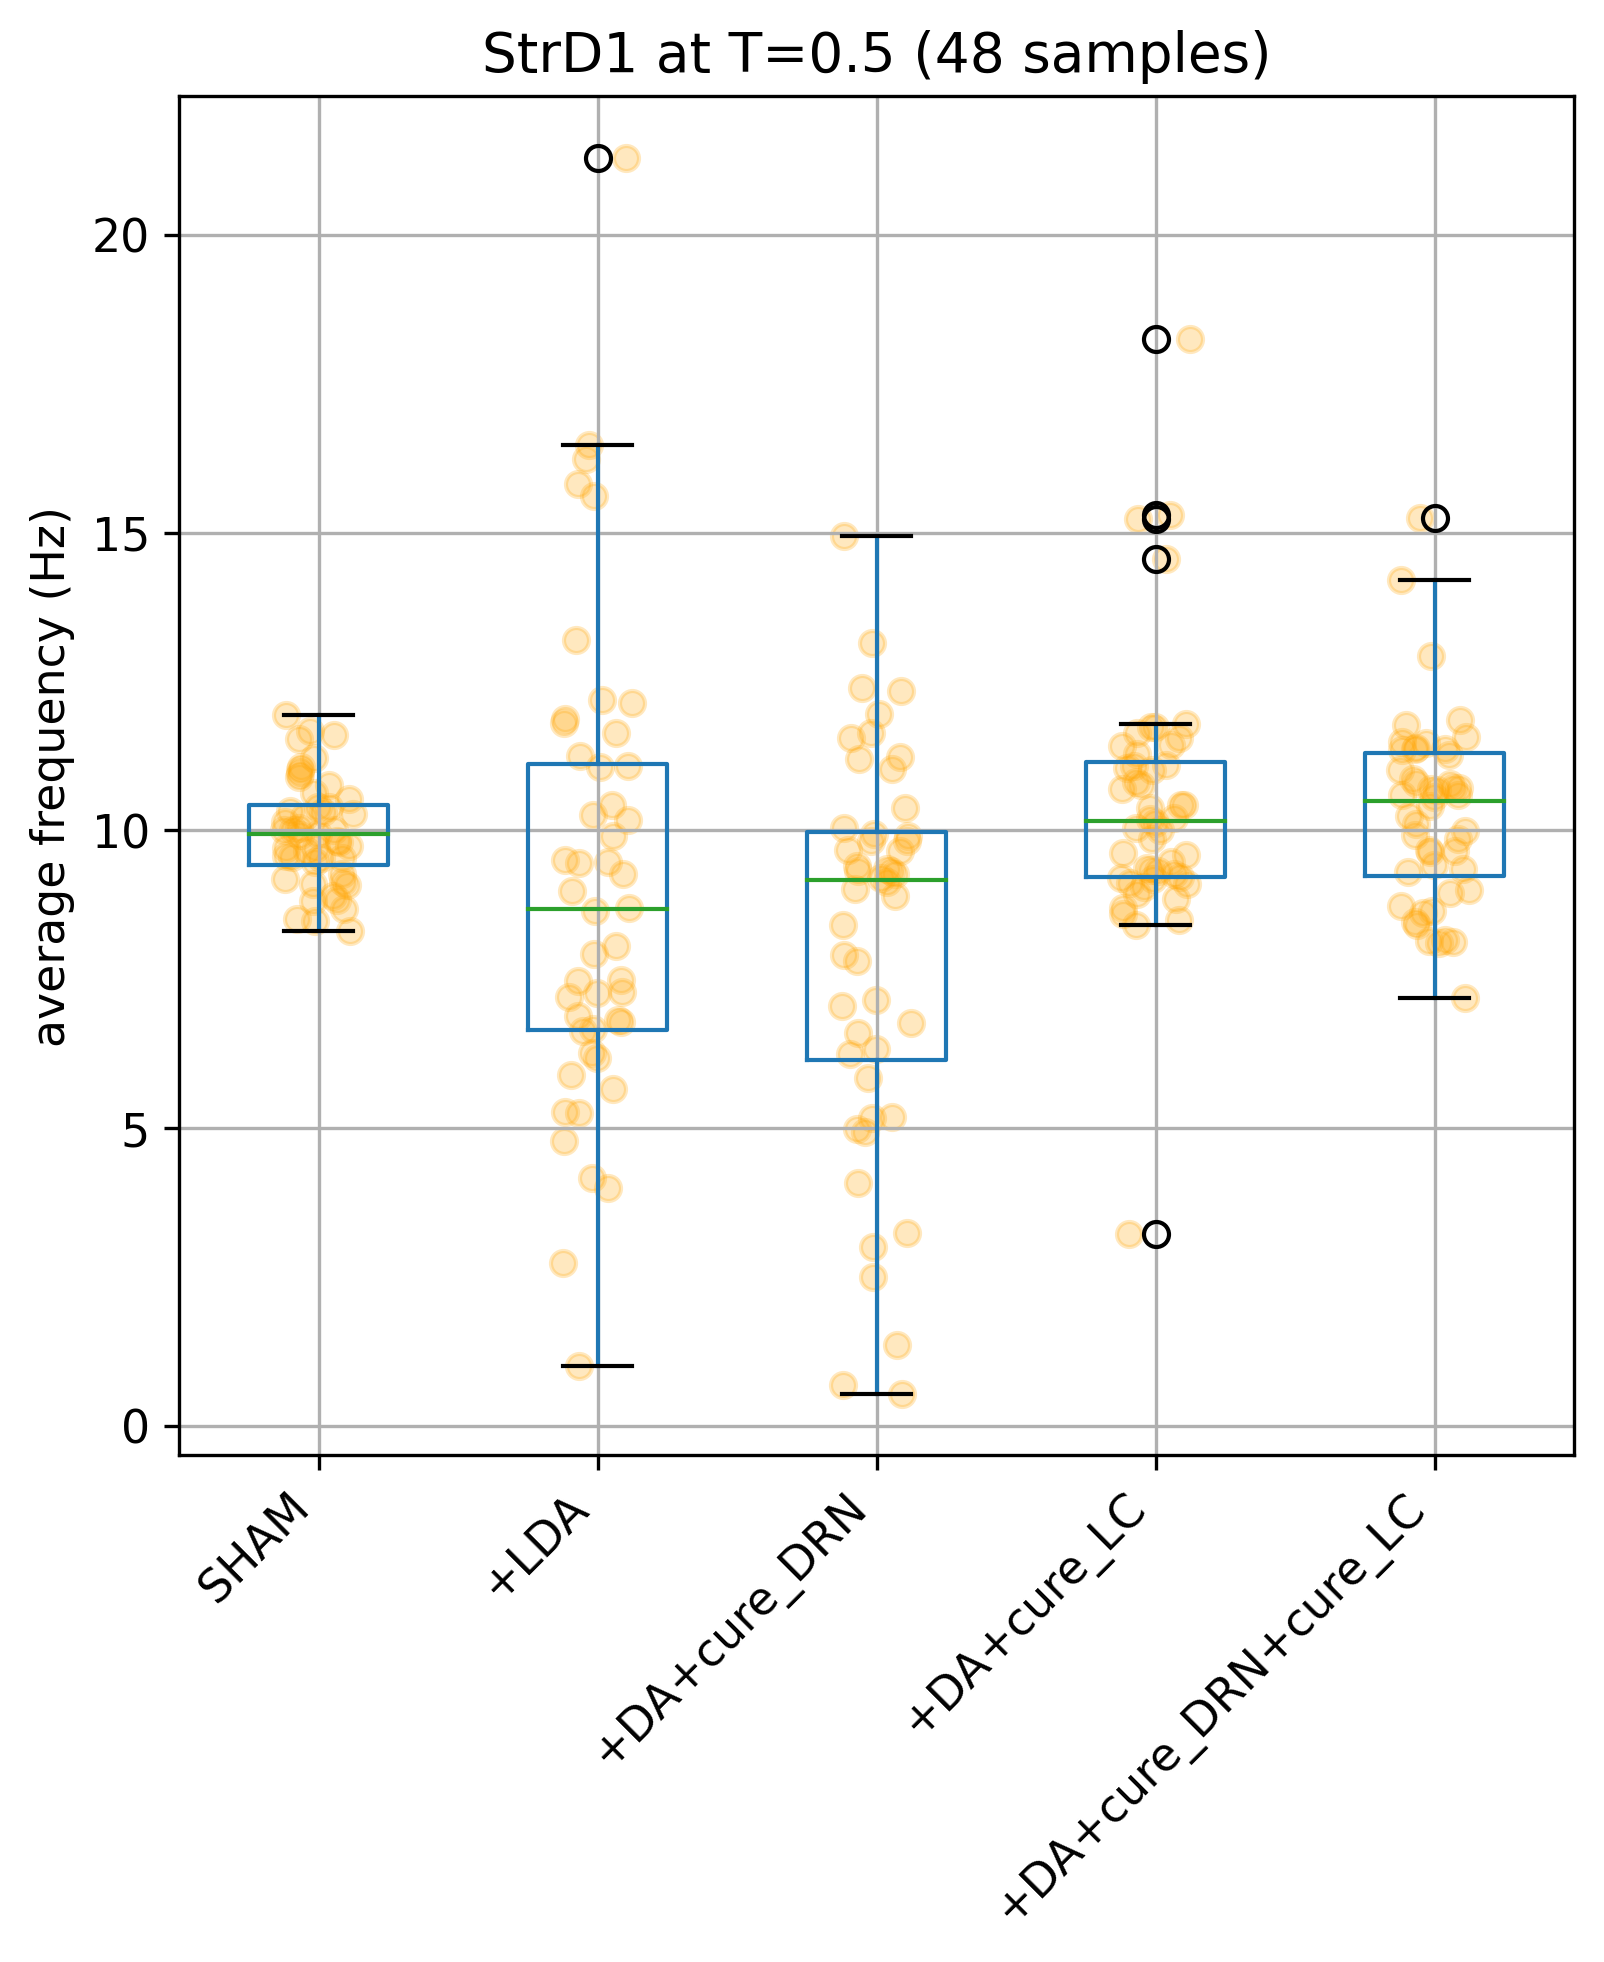 StrD1 at T=0.5 (48 samples)
average frequency (Hz)
20
15
10
5
0
SHAM
+LDA
+DA+cure_DRN
+DA+cure_LC
+DA+cure_DRN+cure_LC